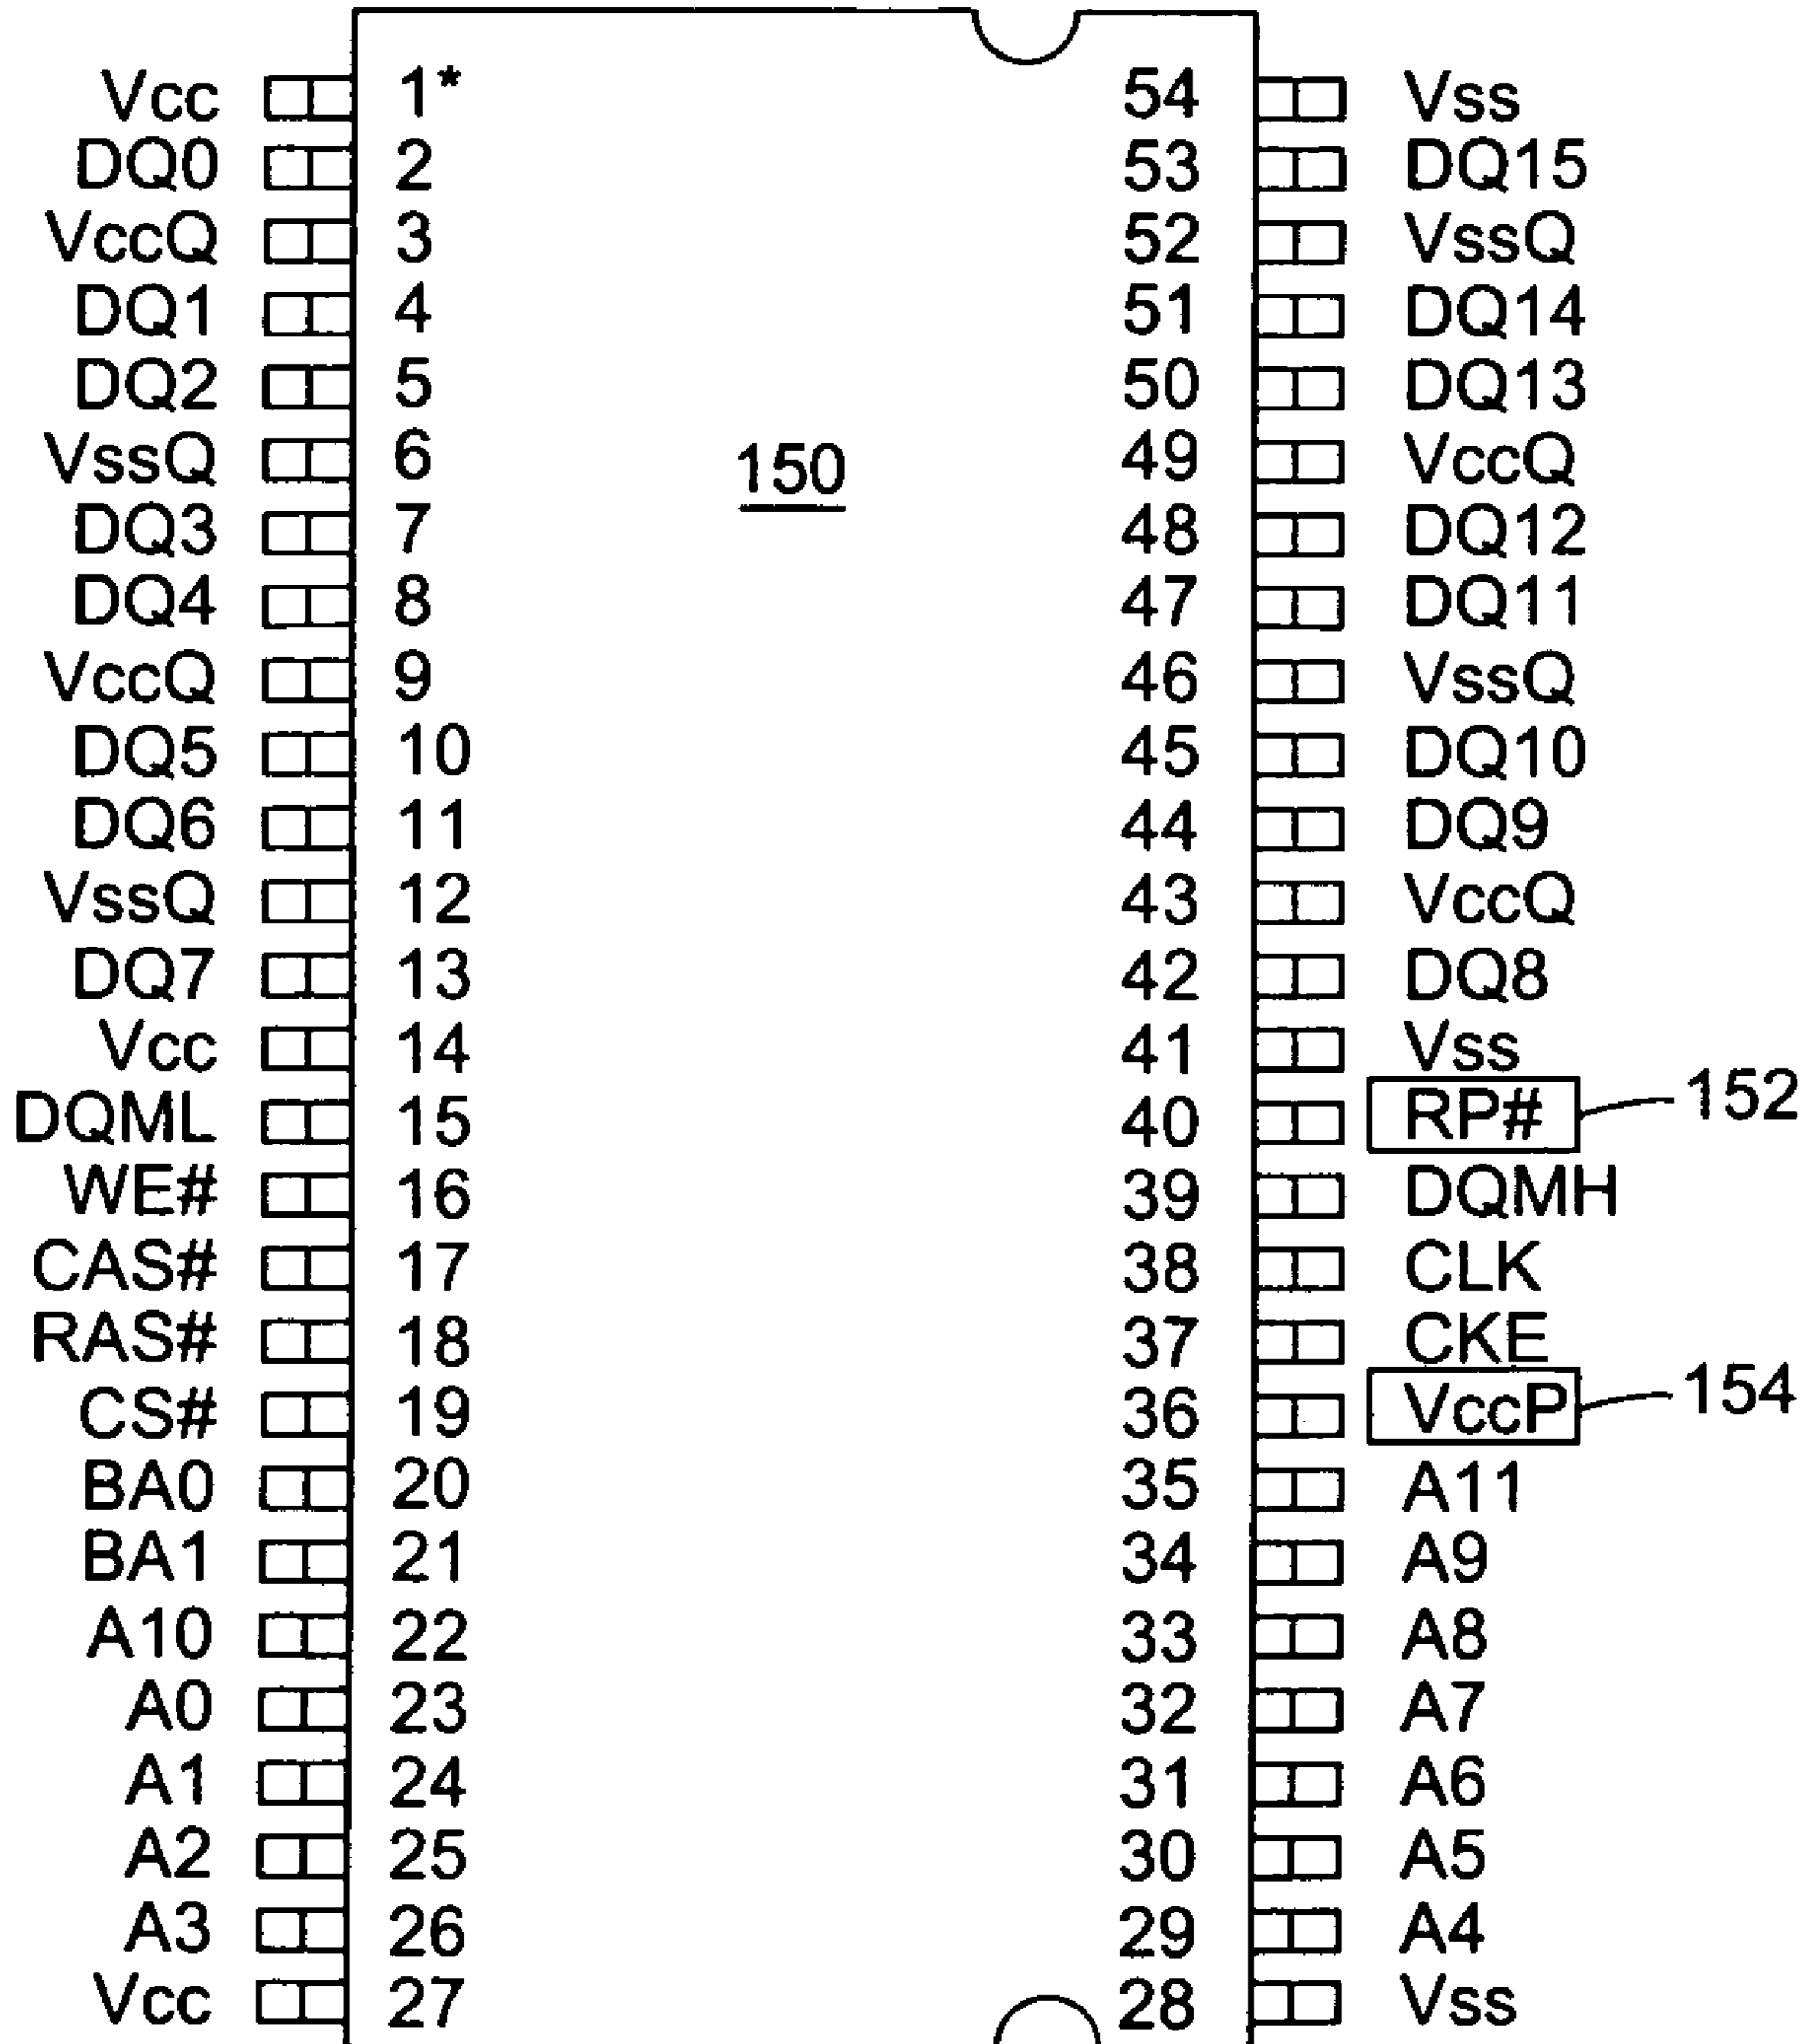 Vcc 1* 54 Vss
DQ0 2 53 DQ15
VccQ 3 52 VssQ
DQ1 4 51 DQ14
DQ2 5 50 DQ13
VssQ 6 150 49 VccQ
DQ3 7 48 DQ12
DQ4 8 47 DQ11
VccQ 9 46 VssQ
DQ5 10 45 DQ10
DQ6 11 44 DQ9
VssQ 12 43 VccQ
DQ7 13 42 DQ8
Vcc 14 41 Vss
DQML 15 40 RP# 152
WE# 16 39 DQMH
CAS# 17 38 CLK
RAS# 18 37 CKE
CS# 19 36 VccP 154
BA0 20 35 A11
BA1 21 34 A9
A10 22 33 A8
A0 23 32 A7
A1 24 31 A6
A2 25 30 A5
A3 26 29 A4
Vcc 27 28 Vss